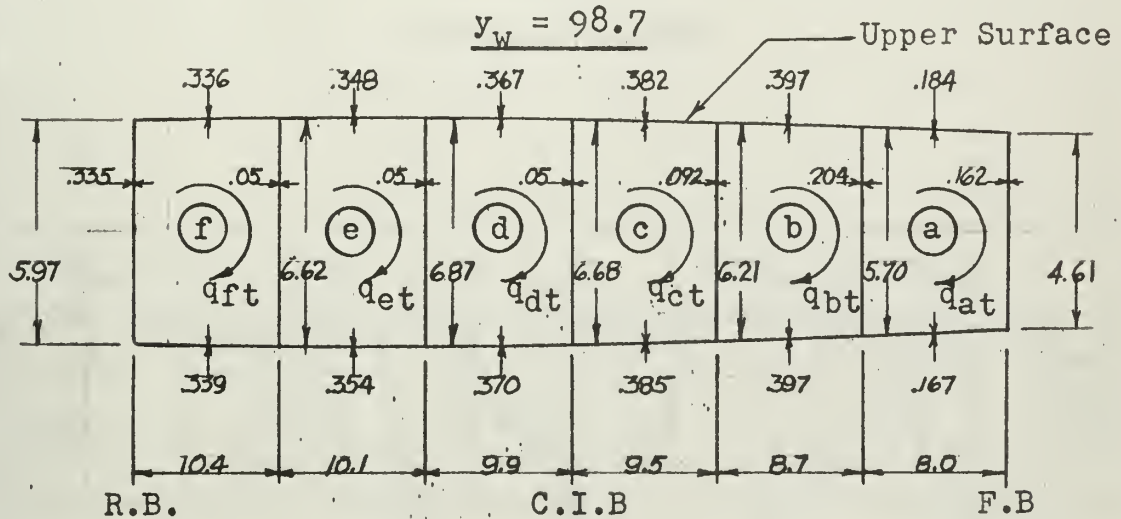 y_w = 98.7
Upper Surface
.336 .348 .367 .382 .397 .184
.335 .05 .05 .05 .092 .204 .162
f e d c b a
5.97 6.62 6.87 6.68 6.21 5.70 4.61
q_ft q_et q_dt q_ct q_bt q_at
.339 .354 .370 .385 .397 .167
10.4 10.1 9.9 9.5 8.7 8.0
R.B. C.I.B F.B